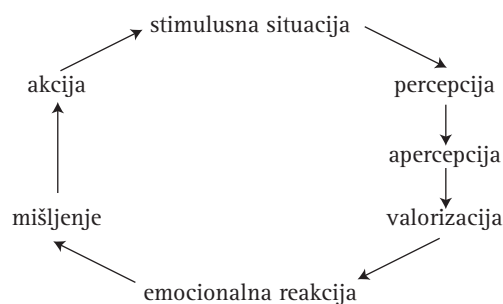 stimulusna situacija
akcija
percepcija
apercepcija
mišljenje
valorizacija
emocionalna reakcija